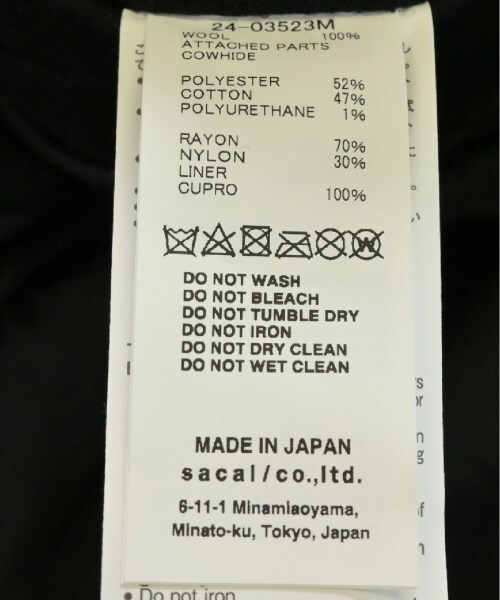 24-03523M
WOOL 100%
ATTACHED PARTS
COWHIDE
POLYESTER 52%
COTTON 47%
POLYURETHANE 1%
RAYON 70%
NYLON 30%
LINER
CUPRO 100%
W
DO NOT WASH
DO NOT BLEACH
DO NOT TUMBLE DRY
DO NOT IRON
DO NOT DRY CLEAN
DO NOT WET CLEAN
MADE IN JAPAN
sacai/co.,ltd.
6-11-1 Minamiaoyama,
Minato-ku, Tokyo, Japan
• Do not iron